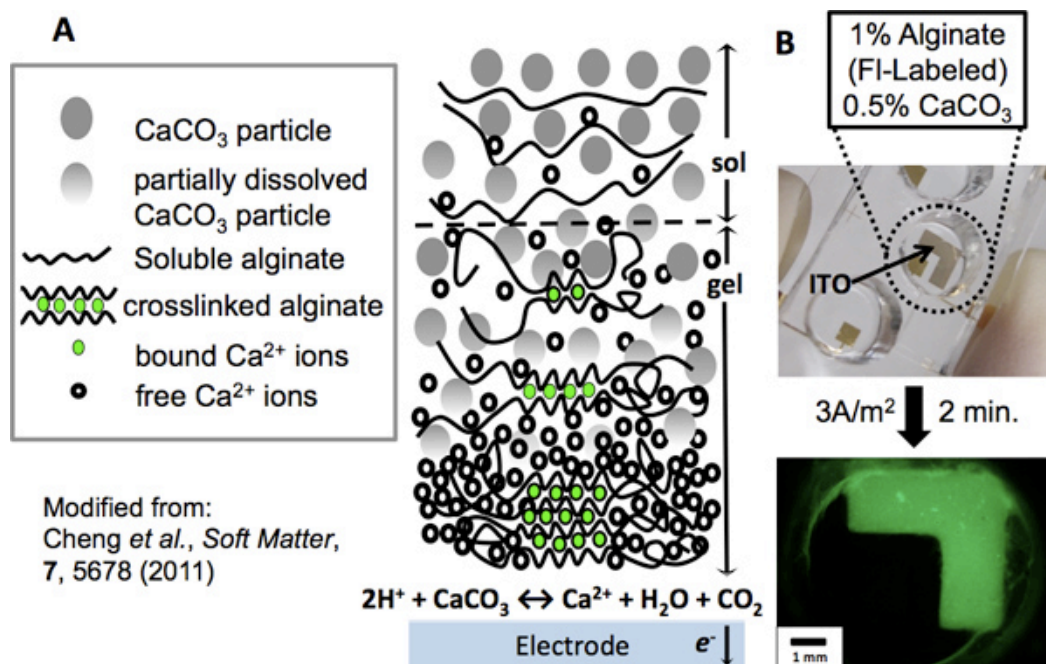 A
CaCO₃ particle
partially dissolved
CaCO₃ particle
Soluble alginate
crosslinked alginate
bound Ca²⁺ ions
free Ca²⁺ ions
Modified from:
Cheng et al., Soft Matter,
7, 5678 (2011)
sol
gel
2H⁺ + CaCO₃ ↔ Ca²⁺ + H₂O + CO₂
Electrode
e⁻
B
1% Alginate
(Fl-Labeled)
0.5% CaCO₃
ITO
3A/m² 2 min.
1 mm